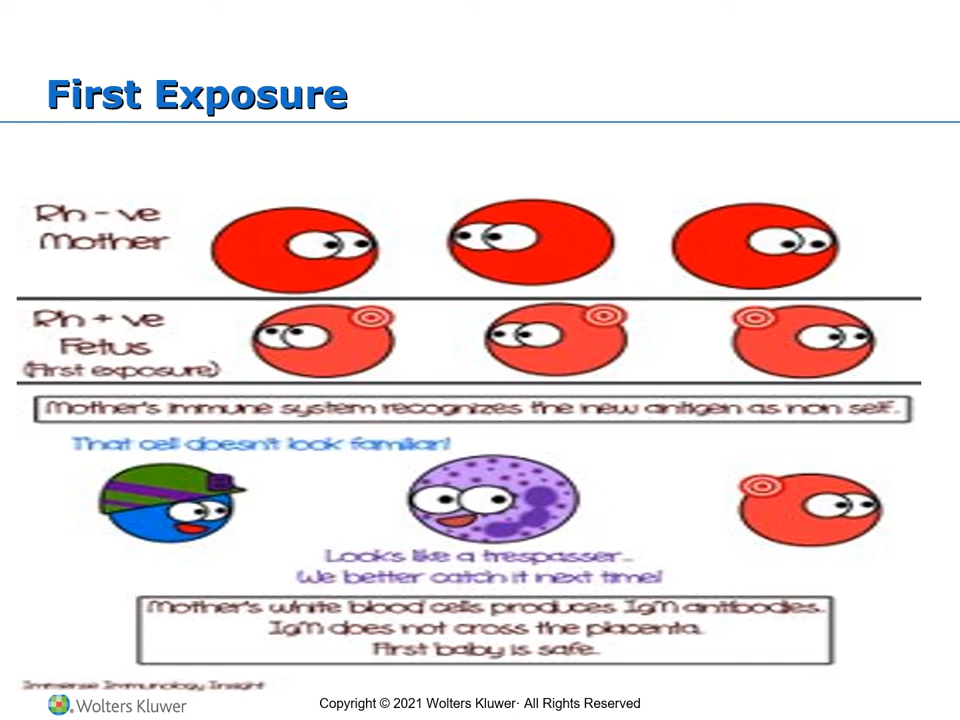 First Exposure
Rh - ve
Mother
Rh + ve
Fetus
(First exposure)
Mother's immune system recognizes the new antigen as non self.
That cell doesn't look familiar!
Looks like a trespasser...
We better catch it next time!
Mother's white blood cells produces IgM antibodies.
IgM does not cross the placenta.
First baby is safe.
Immense Immunology Insight
Wolters Kluwer
Copyright © 2021 Wolters Kluwer · All Rights Reserved